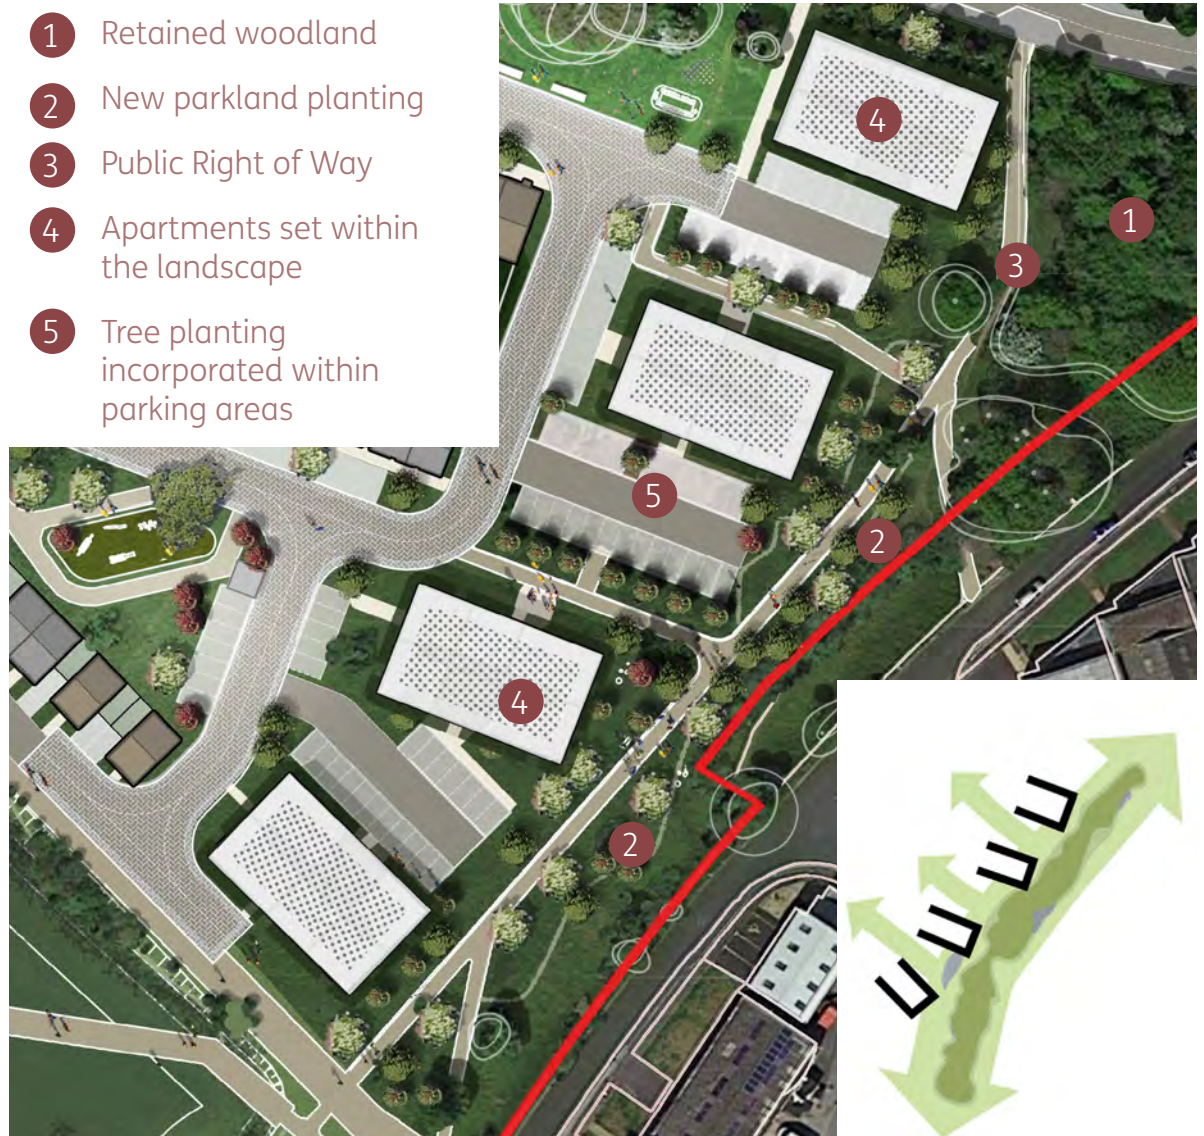 1 Retained woodland
2 New parkland planting
3 Public Right of Way
4 Apartments set within
the landscape
5 Tree planting
incorporated within
parking areas
4
1
3
5
2
4
2